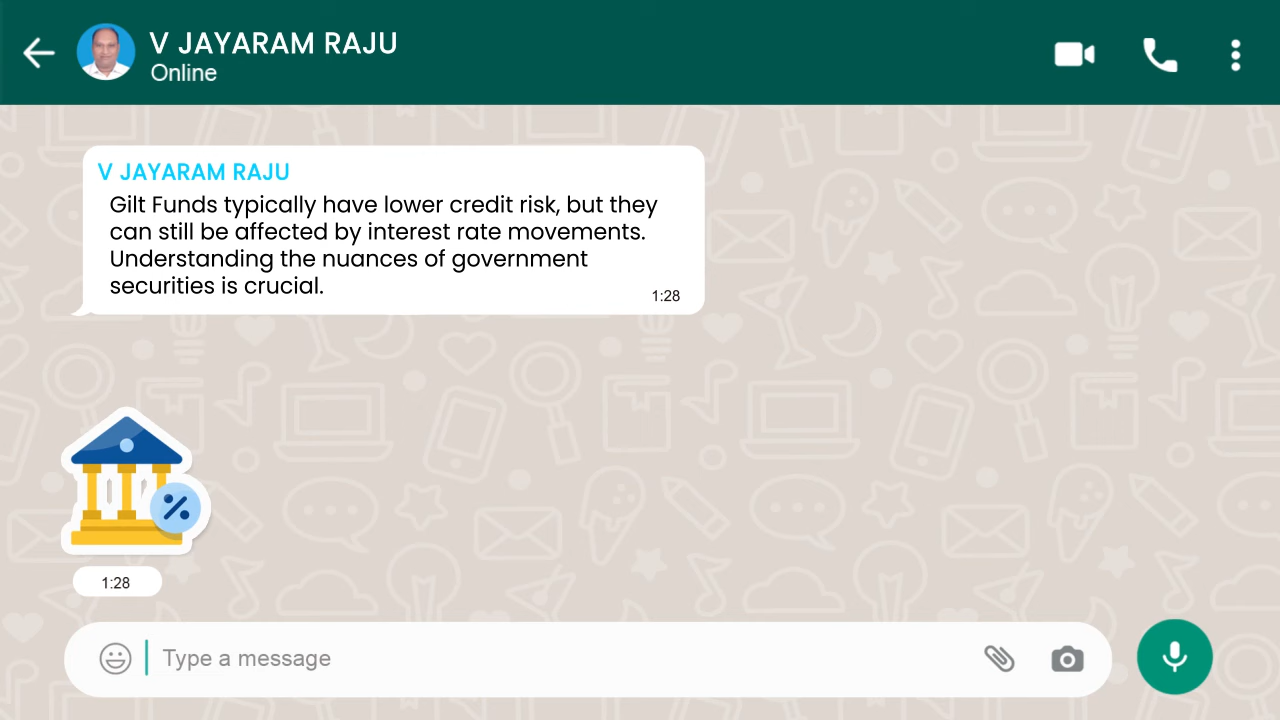 V JAYARAM RAJU
Online
V JAYARAM RAJU
Gilt Funds typically have lower credit risk, but they
can still be affected by interest rate movements.
Understanding the nuances of government
securities is crucial.
1:28
%
1:28
Type a message